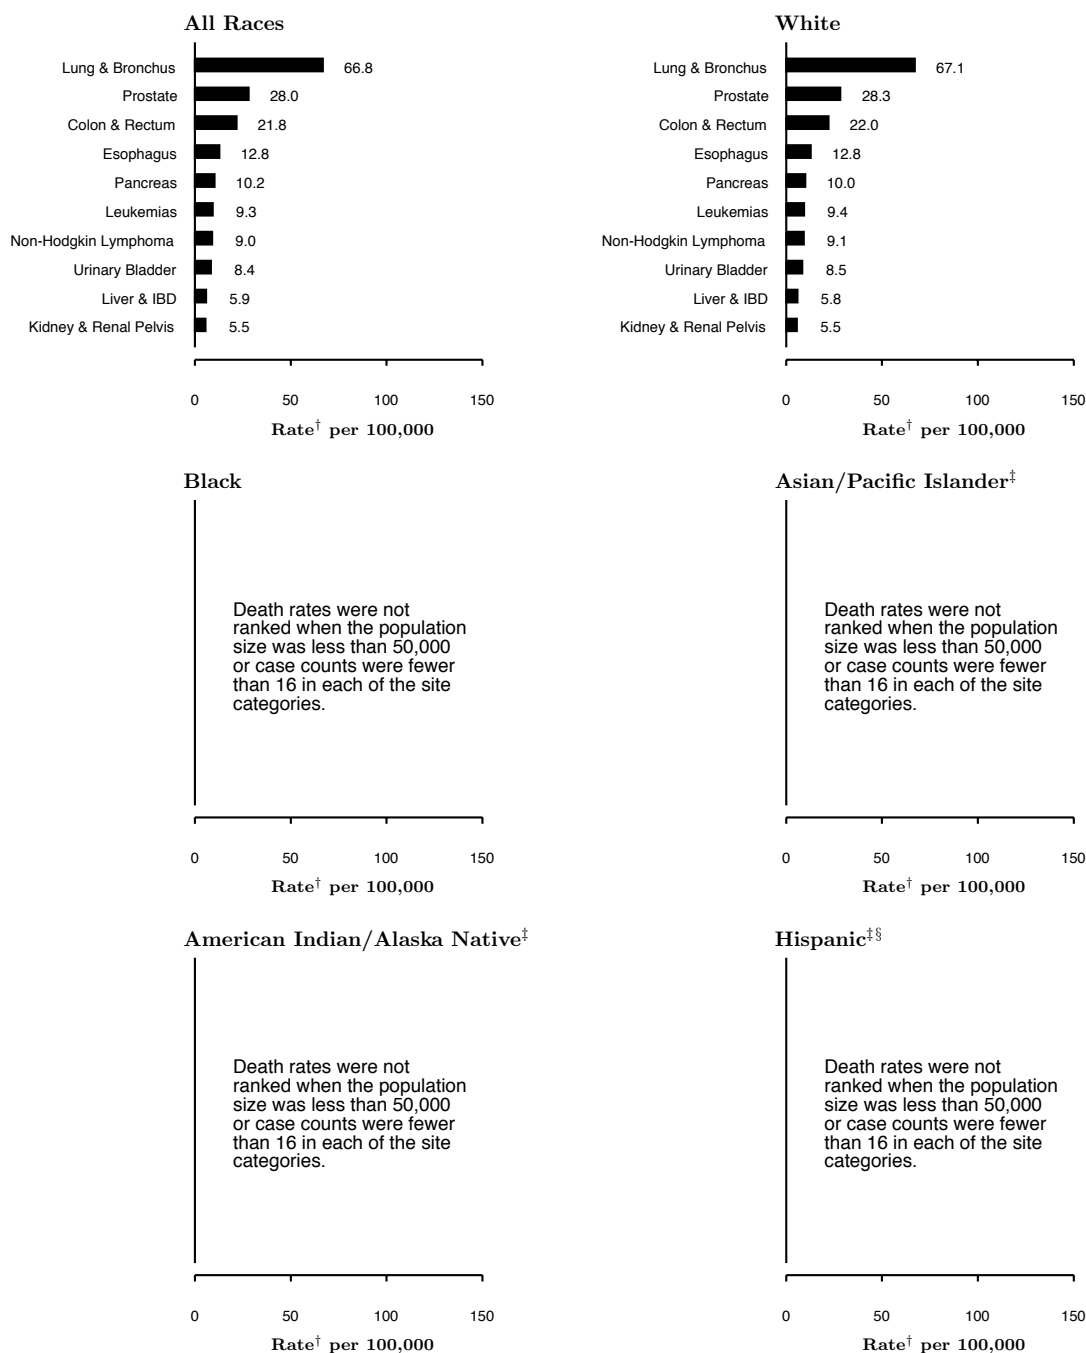 All Races
Lung & Bronchus 66.8
Prostate 28.0
Colon & Rectum 21.8
Esophagus 12.8
Pancreas 10.2
Leukemias 9.3
Non-Hodgkin Lymphoma 9.0
Urinary Bladder 8.4
Liver & IBD 5.9
Kidney & Renal Pelvis 5.5
0 50 100 150
Rate† per 100,000
White
Lung & Bronchus 67.1
Prostate 28.3
Colon & Rectum 22.0
Esophagus 12.8
Pancreas 10.0
Leukemias 9.4
Non-Hodgkin Lymphoma 9.1
Urinary Bladder 8.5
Liver & IBD 5.8
Kidney & Renal Pelvis 5.5
0 50 100 150
Rate† per 100,000
Black
Death rates were not
ranked when the population
size was less than 50,000
or case counts were fewer
than 16 in each of the site
categories.
0 50 100 150
Rate† per 100,000
Asian/Pacific Islander‡
Death rates were not
ranked when the population
size was less than 50,000
or case counts were fewer
than 16 in each of the site
categories.
0 50 100 150
Rate† per 100,000
American Indian/Alaska Native‡
Death rates were not
ranked when the population
size was less than 50,000
or case counts were fewer
than 16 in each of the site
categories.
0 50 100 150
Rate† per 100,000
Hispanic‡§
Death rates were not
ranked when the population
size was less than 50,000
or case counts were fewer
than 16 in each of the site
categories.
0 50 100 150
Rate† per 100,000